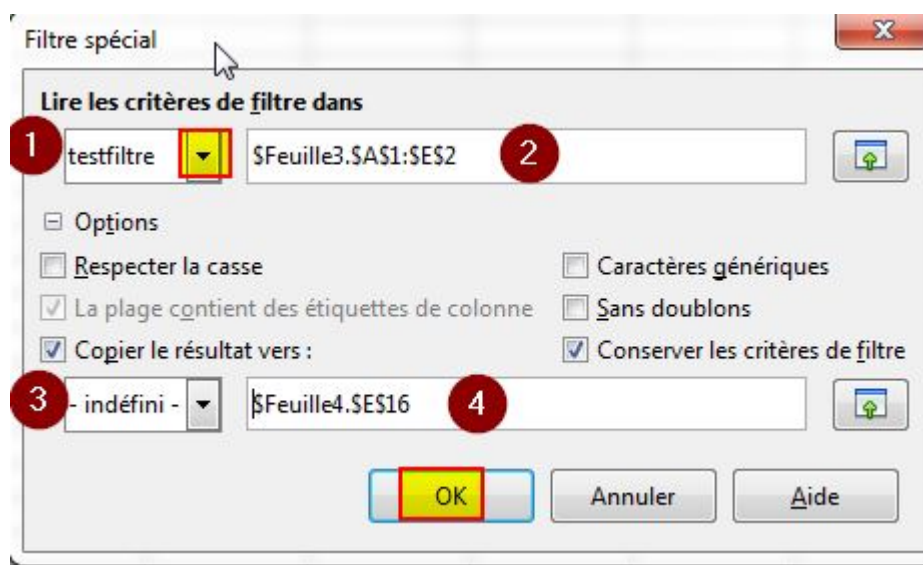 Filtre spécial
Lire les critères de filtre dans
1 testfiltre $Feuille3.$A$1:$E$2 2
Options
Respecter la casse Caractères génériques
La plage contient des étiquettes de colonne Sans doublons
Copier le résultat vers : Conserver les critères de filtre
3 - indéfini - $Feuille4.$E$16 4
OK Annuler Aide